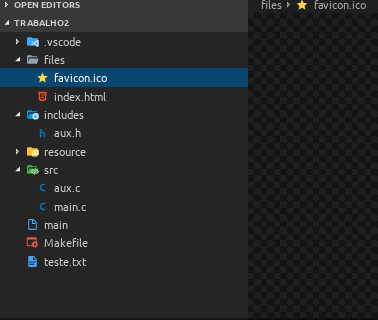 OPEN EDITORS
files favicon.ico
TRABALHO2
.vscode
files
favicon.ico
index.html
includes
aux.h
resource
src
aux.c
main.c
main
Makefile
teste.txt